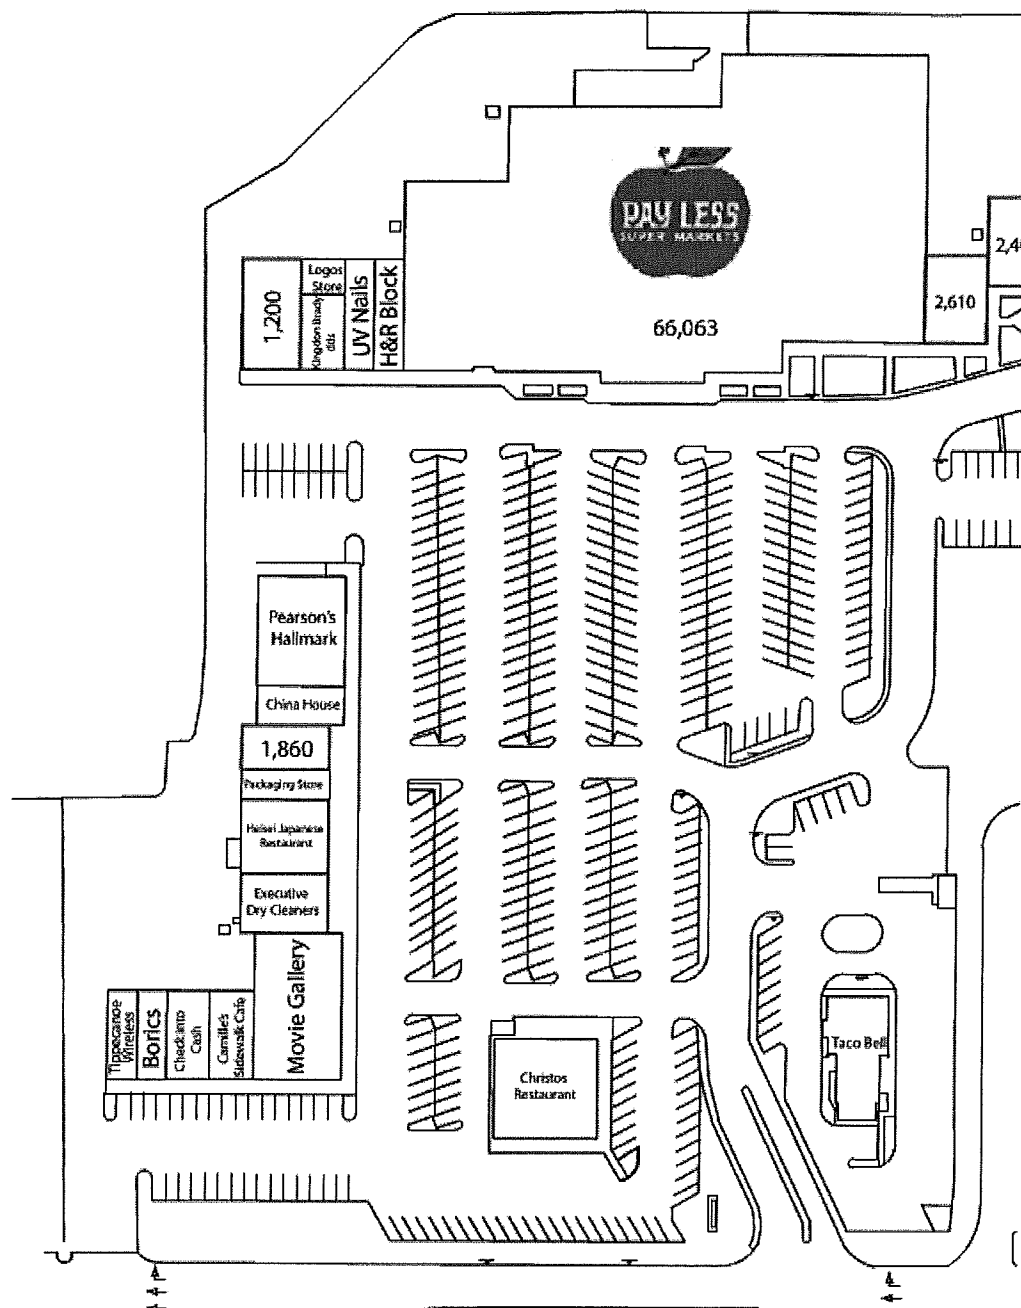 PAY LESS
SUPER MARKETS
66,063
2,610
1,200
Logos
Store
Kingdon Brady
dds
UV Nails
H&R Block
Pearson's
Hallmark
China House
1,860
Packaging Store
Heisei Japanese
Restaurant
Executive
Dry Cleaners
Movie Gallery
Tippecanoe
Wireless
Borics
Check into
Cash
Camille's
Sidewalk Cafe
Christos
Restaurant
Taco Bell